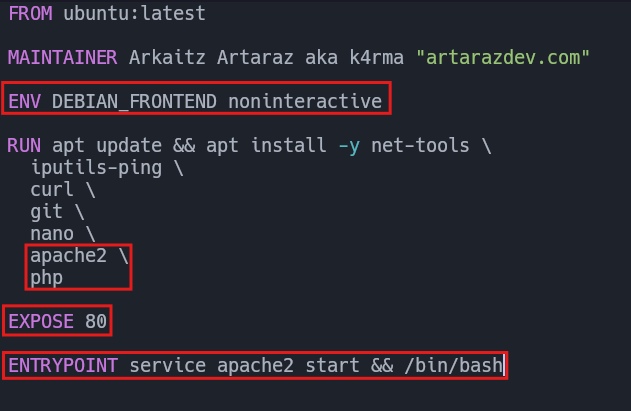 FROM ubuntu:latest
MAINTAINER Arkaitz Artaraz aka k4rma "artarazdev.com"
ENV DEBIAN_FRONTEND noninteractive
RUN apt update && apt install -y net-tools \
iputils-ping \
curl \
git \
nano \
apache2 \
php
EXPOSE 80
ENTRYPOINT service apache2 start && /bin/bash